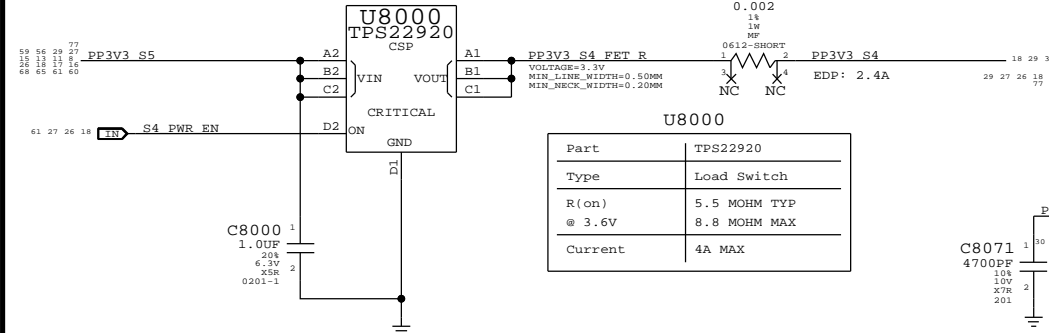 U8000
TPS22920
CSP
A2
B2
C2
VIN
VOUT
A1
B1
C1
CRITICAL
D2
ON
GND
D1
77
59 56 29 27
15 13 11 8
26 18 17 16
68 65 61 60
PP3V3_S5
61 27 26 18
IN
S4_PWR_EN
PP3V3_S4_FET_R
VOLTAGE=3.3V
MIN_LINE_WIDTH=0.50MM
MIN_NECK_WIDTH=0.20MM
0.002
1%
1W
MF
0612-SHORT
1
2
3
4
NC
NC
PP3V3_S4
EDP: 2.4A
18 29 3
29 27 26 18
77
U8000
Part TPS22920
Type Load Switch
R(on) 5.5 MOHM TYP
@ 3.6V 8.8 MOHM MAX
Current 4A MAX
C8000
1.0UF
20%
6.3V
X5R
0201-1
1
2
P
C8071
4700PF
10%
10V
X7R
201
1
30
2